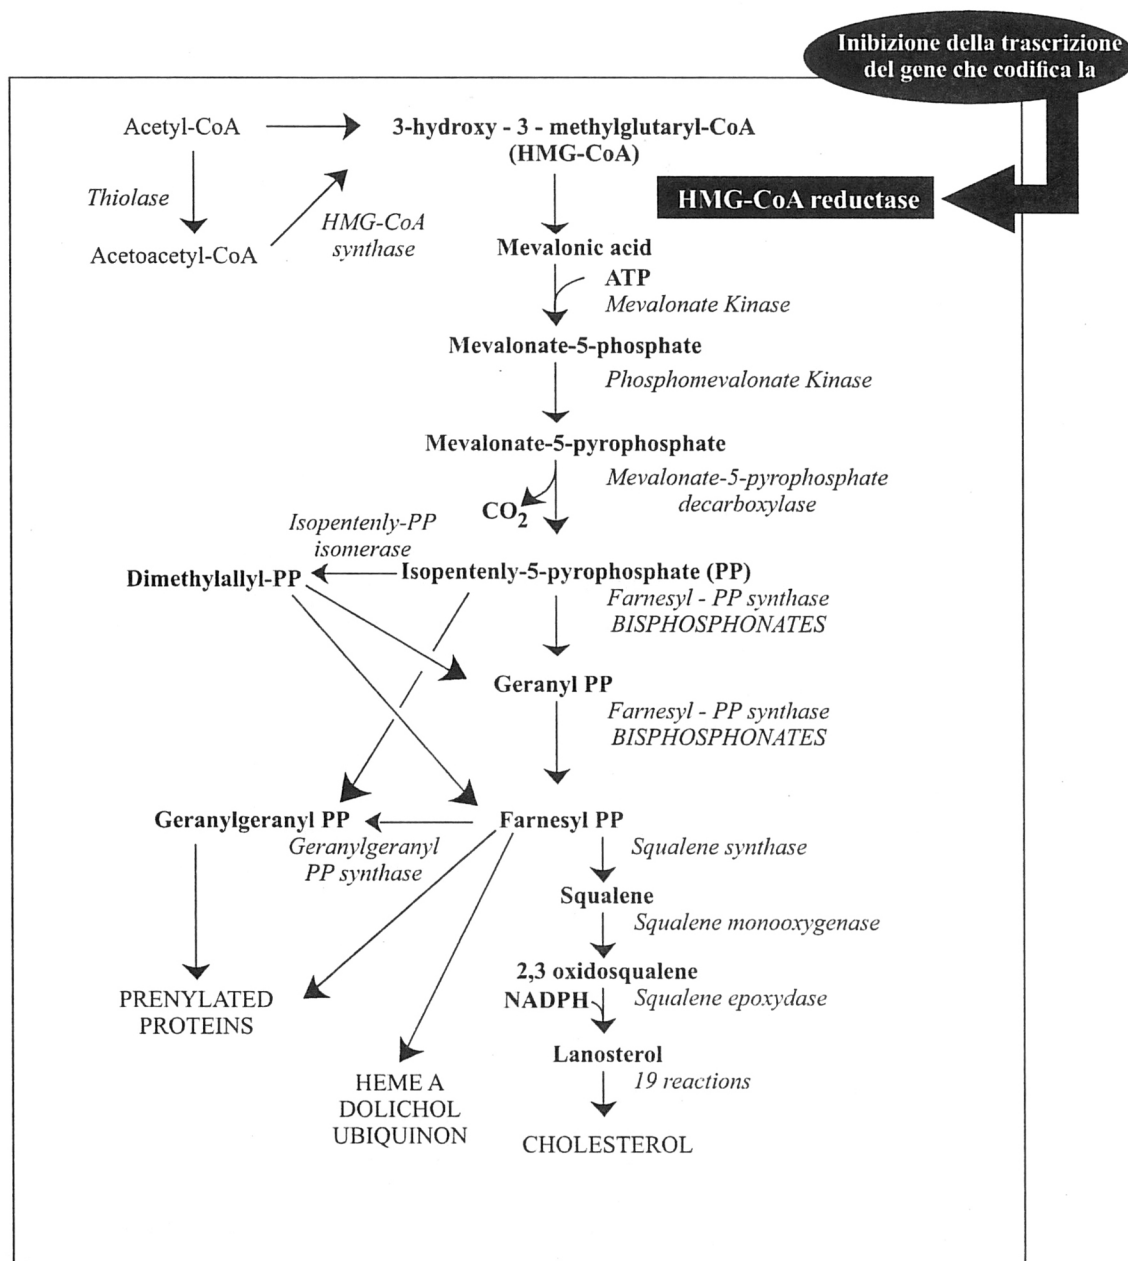 Inibizione della trascrizione
del gene che codifica la
Acetyl-CoA
3-hydroxy - 3 - methylglutaryl-CoA
(HMG-CoA)
Thiolase
HMG-CoA reductase
HMG-CoA
synthase
Acetoacetyl-CoA
Mevalonic acid
ATP
Mevalonate Kinase
Mevalonate-5-phosphate
Phosphomevalonate Kinase
Mevalonate-5-pyrophosphate
Mevalonate-5-pyrophosphate
decarboxylase
CO2
Isopentenly-PP
isomerase
Dimethylallyl-PP
Isopentenly-5-pyrophosphate (PP)
Farnesyl - PP synthase
BISPHOSPHONATES
Geranyl PP
Farnesyl - PP synthase
BISPHOSPHONATES
Geranylgeranyl PP
Farnesyl PP
Geranylgeranyl
PP synthase
Squalene synthase
Squalene
Squalene monooxygenase
2,3 oxidosqualene
NADPH
Squalene epoxydase
PRENYLATED
PROTEINS
Lanosterol
19 reactions
HEME A
DOLICHOL
UBIQUINON
CHOLESTEROL